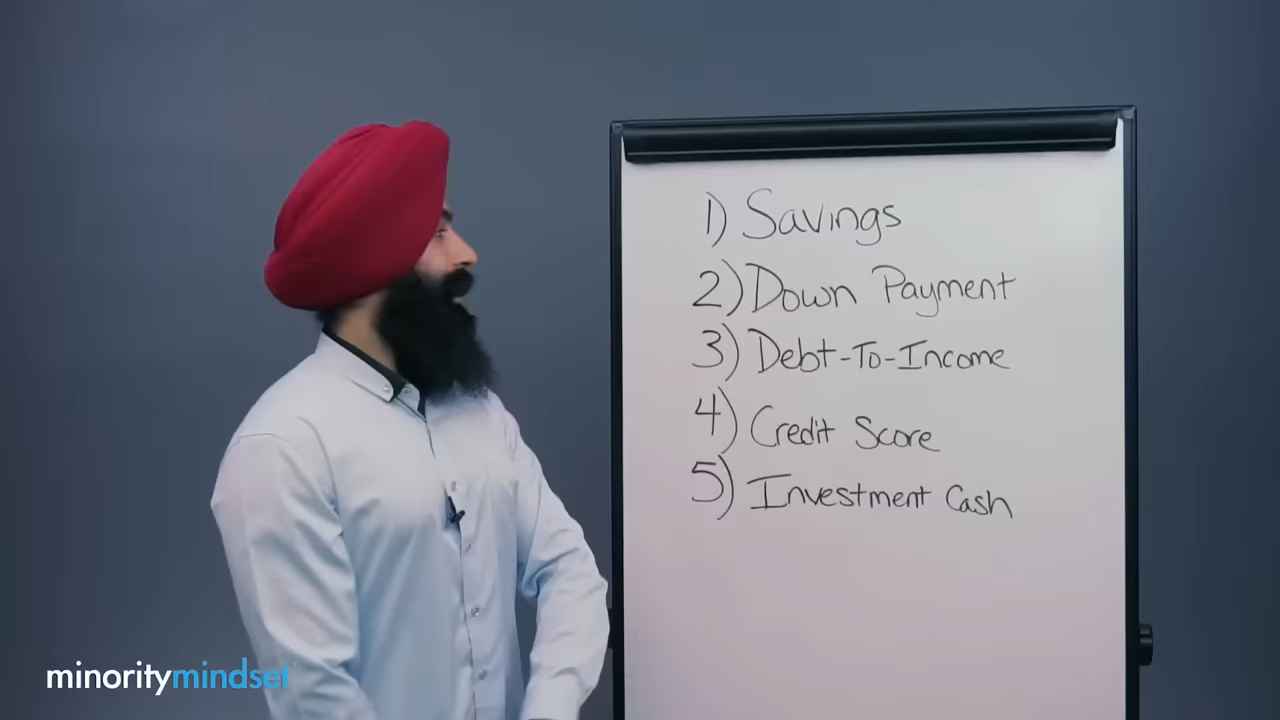 1) Savings
2) Down Payment
3) Debt-To-Income
4) Credit Score
5) Investment Cash
minoritymindset